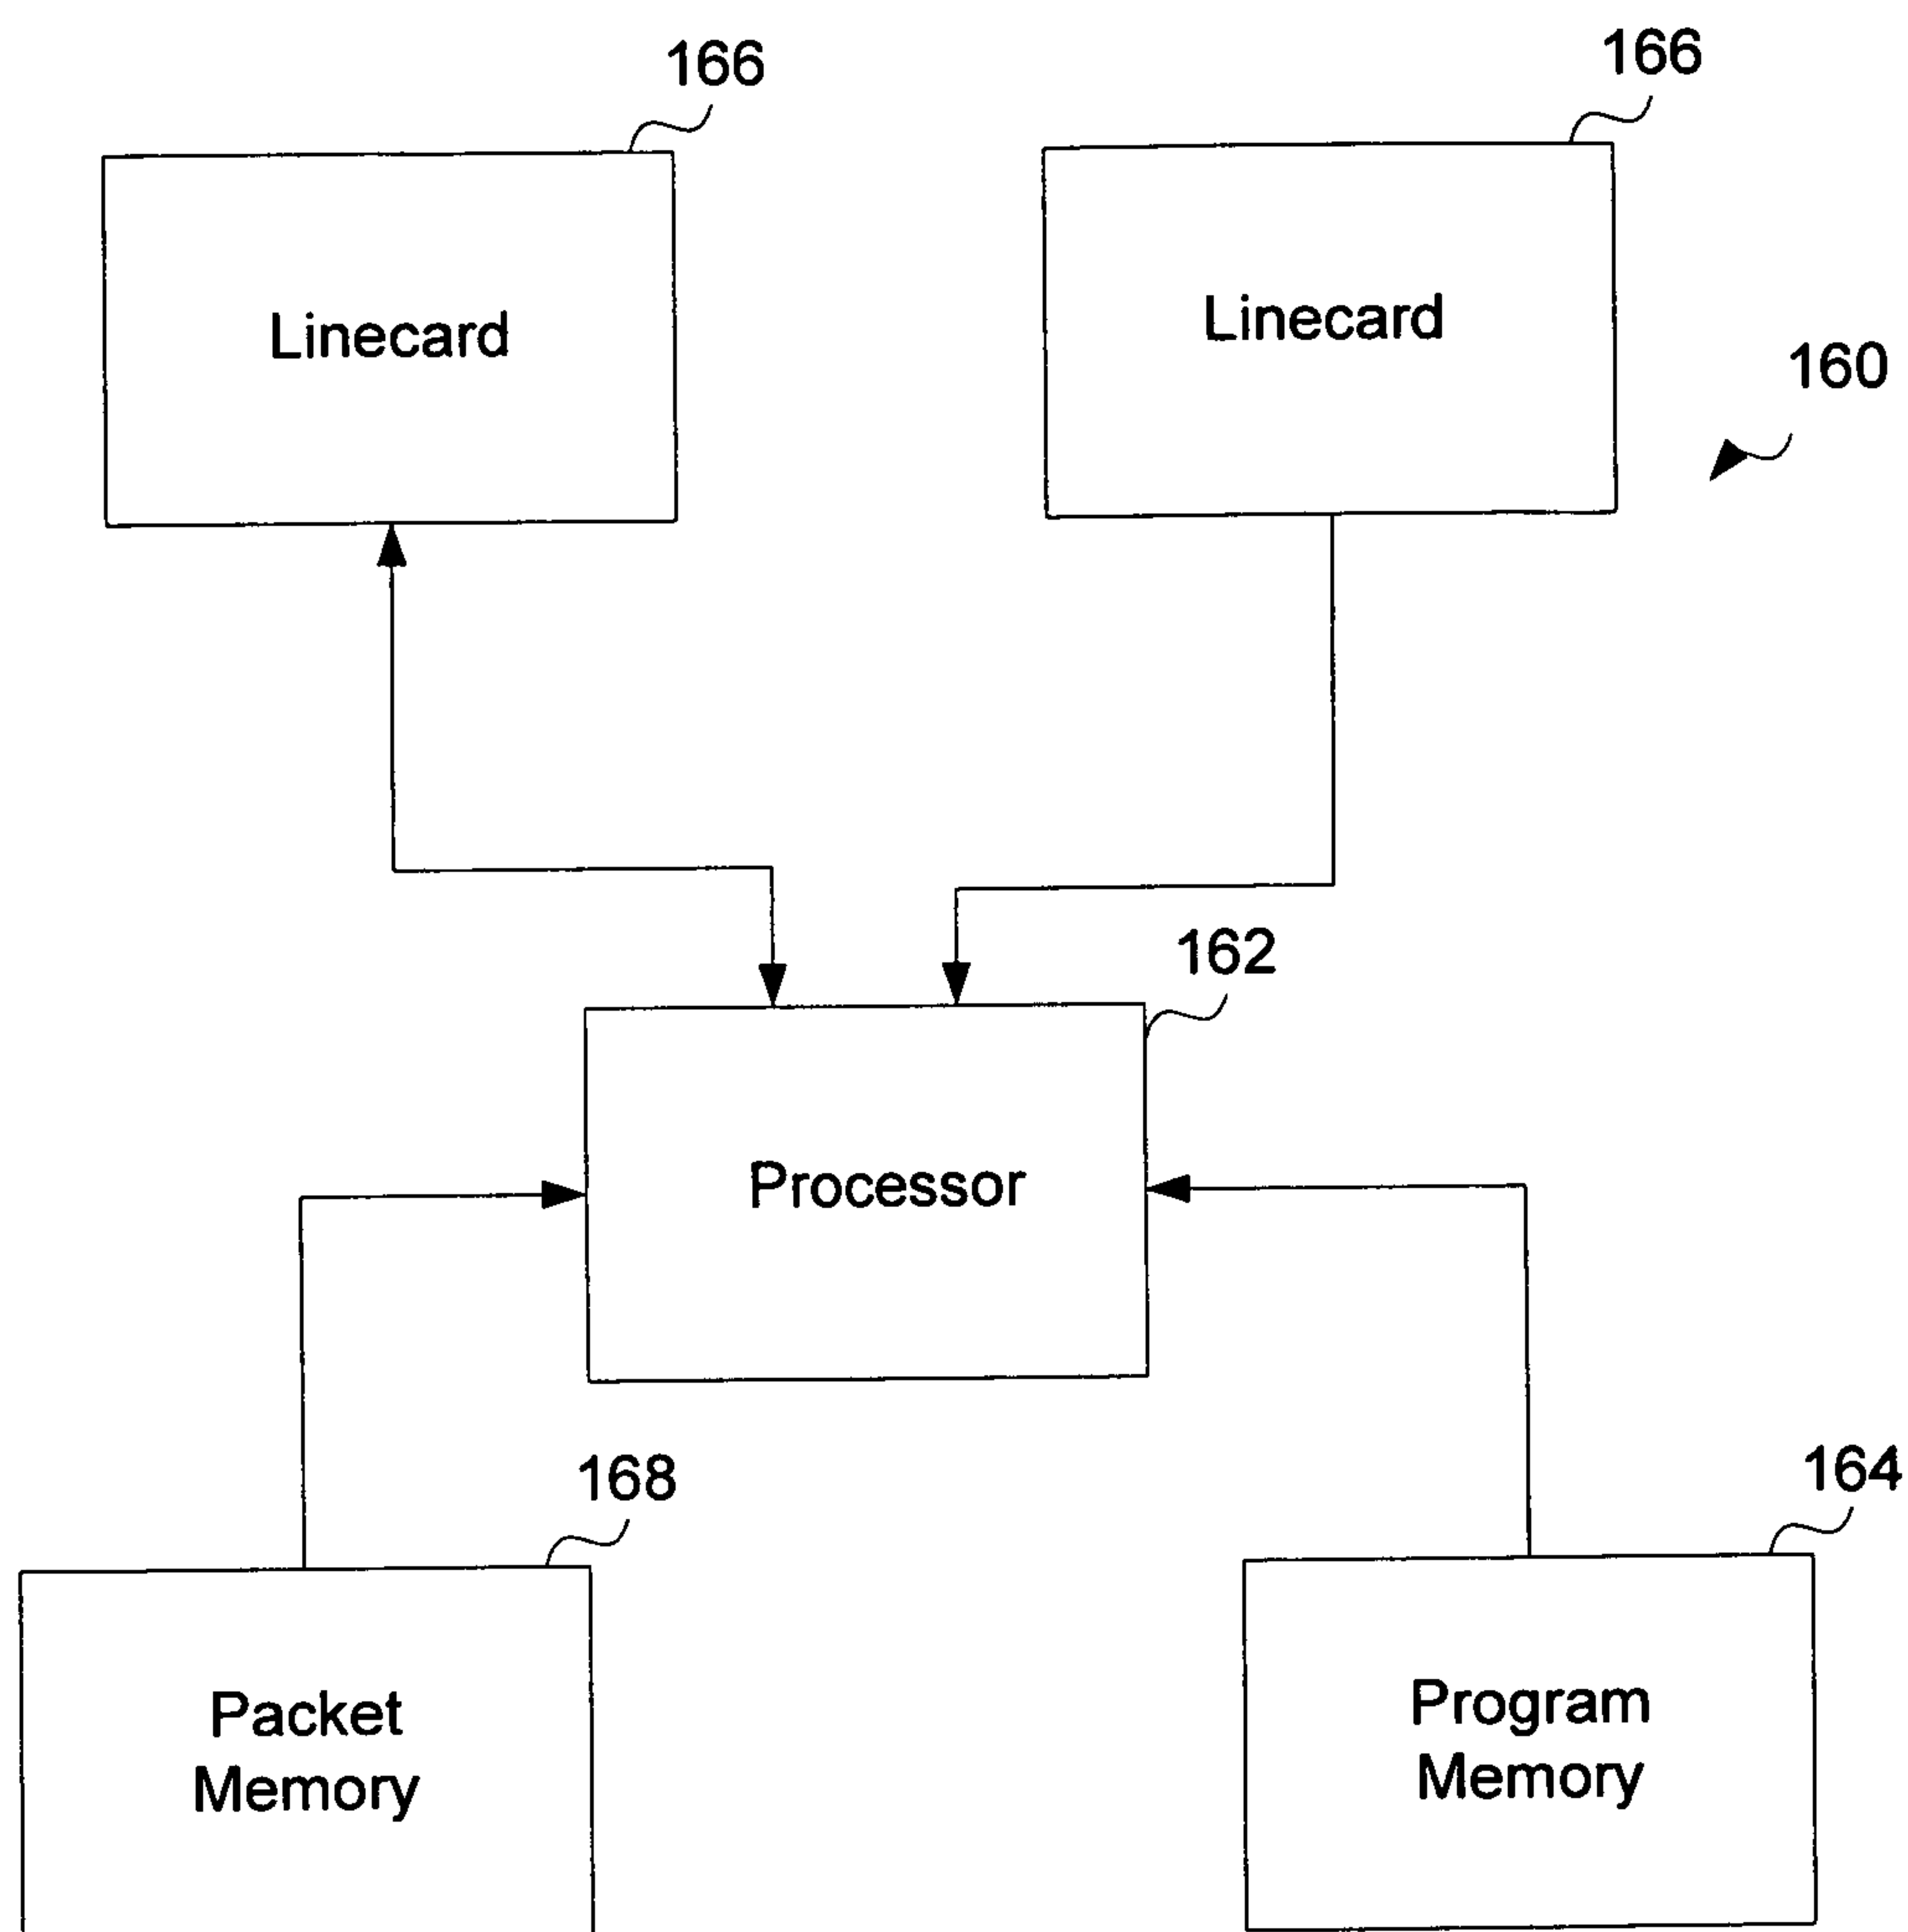 166
166
Linecard
Linecard
160
162
Processor
168
164
Packet
Memory
Program
Memory